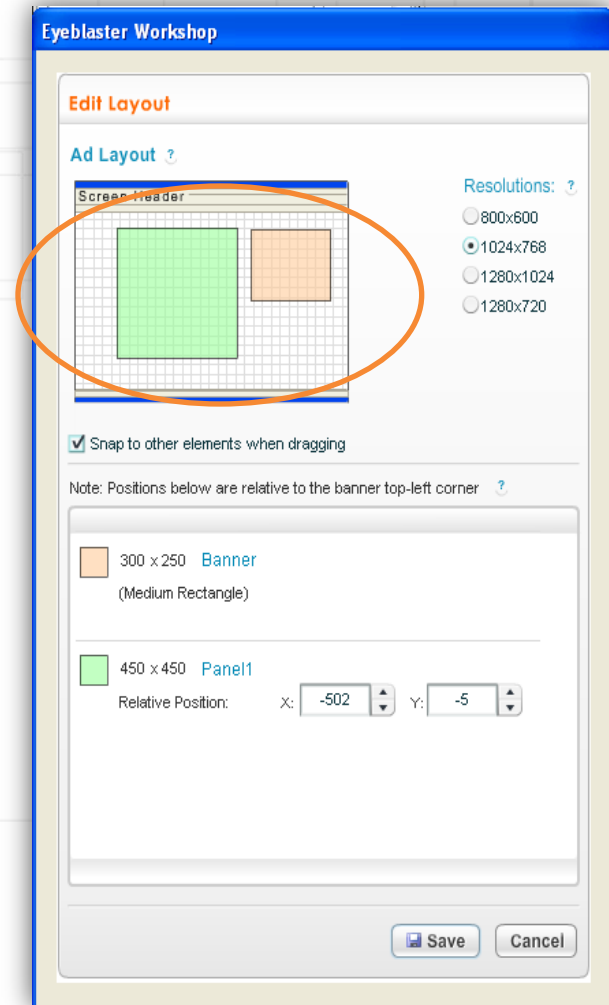 Eyeblaster Workshop
Edit Layout
Ad Layout ?
Screen Header
Resolutions: ?
800x600
1024x768
1280x1024
1280x720
Snap to other elements when dragging
Note: Positions below are relative to the banner top-left corner ?
300 x 250 Banner
(Medium Rectangle)
450 x 450 Panel1
Relative Position: X: -502 Y: -5
Save Cancel